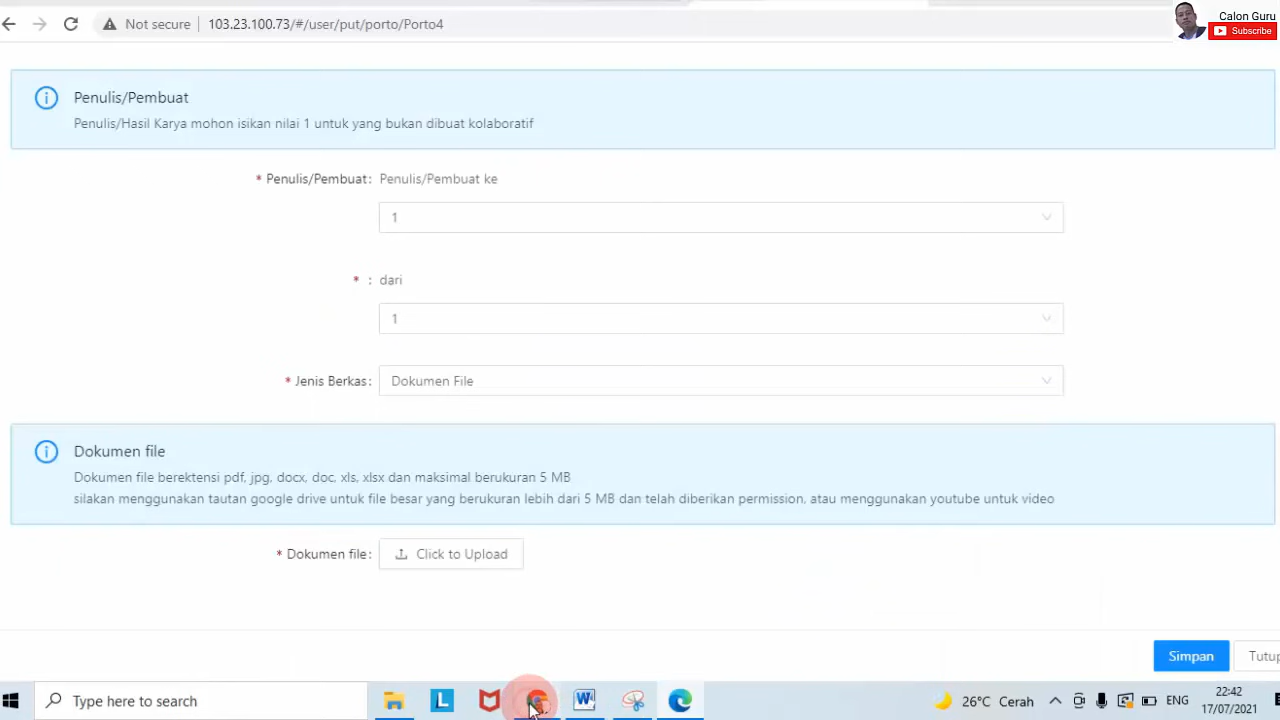 Not secure
103.23.100.73/#/user/put/porto/Porto4
Calon Guru
Subscribe
Penulis/Pembuat
Penulis/Hasil Karya mohon isikan nilai 1 untuk yang bukan dibuat kolaboratif
* Penulis/Pembuat: Penulis/Pembuat ke
1
* : dari
1
* Jenis Berkas: Dokumen File
Dokumen file
Dokumen file berektensi pdf, jpg, docx, doc, xls, xlsx dan maksimal berukuran 5 MB
silakan menggunakan tautan google drive untuk file besar yang berukuran lebih dari 5 MB dan telah diberikan permission, atau menggunakan youtube untuk video
* Dokumen file: Click to Upload
Simpan
Tutup
Type here to search
L
W
26°C Cerah
ENG
22:42
17/07/2021